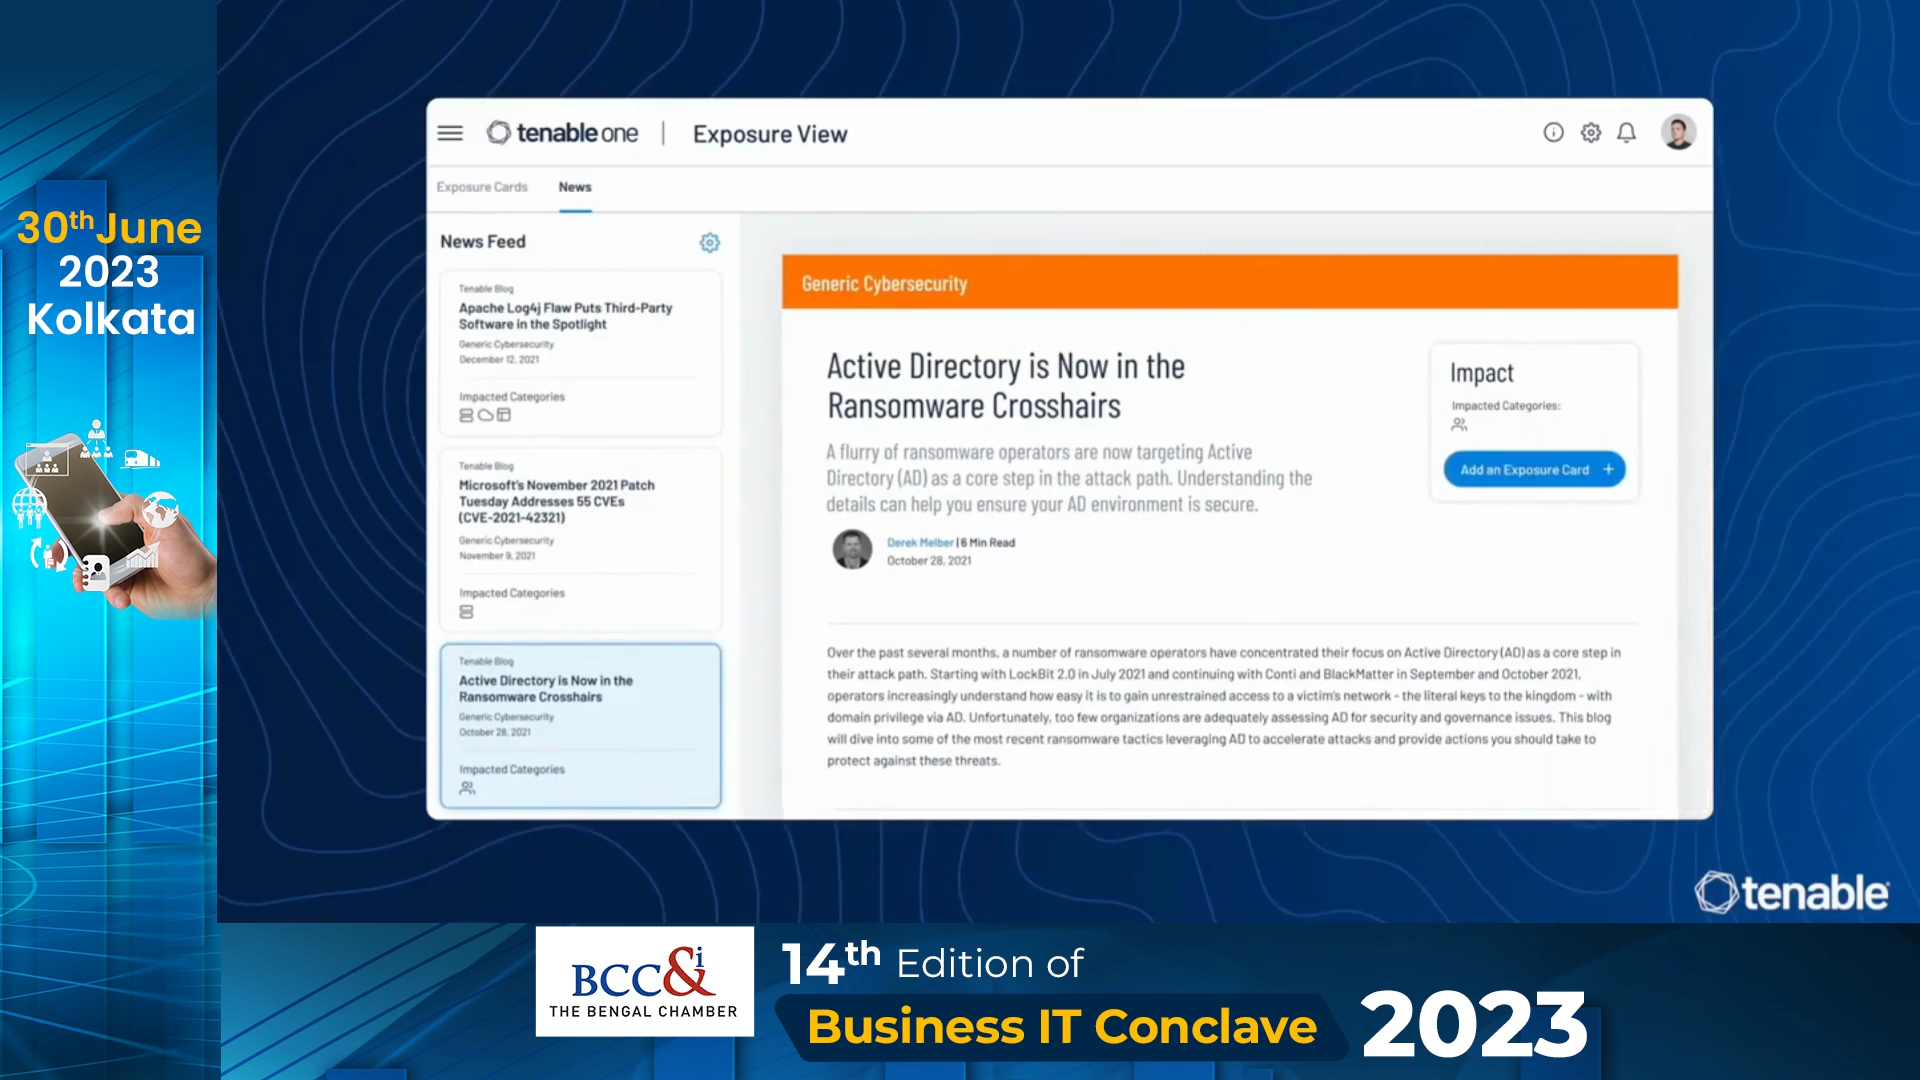 30th June
2023
Kolkata
tenable one | Exposure View
Exposure Cards
News
News Feed
Tenable Blog
Apache Log4j Flaw Puts Third-Party
Software in the Spotlight
Generic Cybersecurity
December 12, 2021
Impacted Categories
Tenable Blog
Microsoft's November 2021 Patch
Tuesday Addresses 55 CVEs
(CVE-2021-42321)
Generic Cybersecurity
November 9, 2021
Impacted Categories
Tenable Blog
Active Directory is Now in the
Ransomware Crosshairs
Generic Cybersecurity
October 28, 2021
Impacted Categories
Generic Cybersecurity
Active Directory is Now in the
Ransomware Crosshairs
A flurry of ransomware operators are now targeting Active
Directory (AD) as a core step in the attack path. Understanding the
details can help you ensure your AD environment is secure.
Derek Melber | 6 Min Read
October 28, 2021
Impact
Impacted Categories:
Add an Exposure Card +
Over the past several months, a number of ransomware operators have concentrated their focus on Active Directory (AD) as a core step in
their attack path. Starting with LockBit 2.0 in July 2021 and continuing with Conti and BlackMatter in September and October 2021,
operators increasingly understand how easy it is to gain unrestrained access to a victim's network - the literal keys to the kingdom - with
domain privilege via AD. Unfortunately, too few organizations are adequately assessing AD for security and governance issues. This blog
will dive into some of the most recent ransomware tactics leveraging AD to accelerate attacks and provide actions you should take to
protect against these threats.
tenable
BCC&i
THE BENGAL CHAMBER
14th Edition of
Business IT Conclave
2023